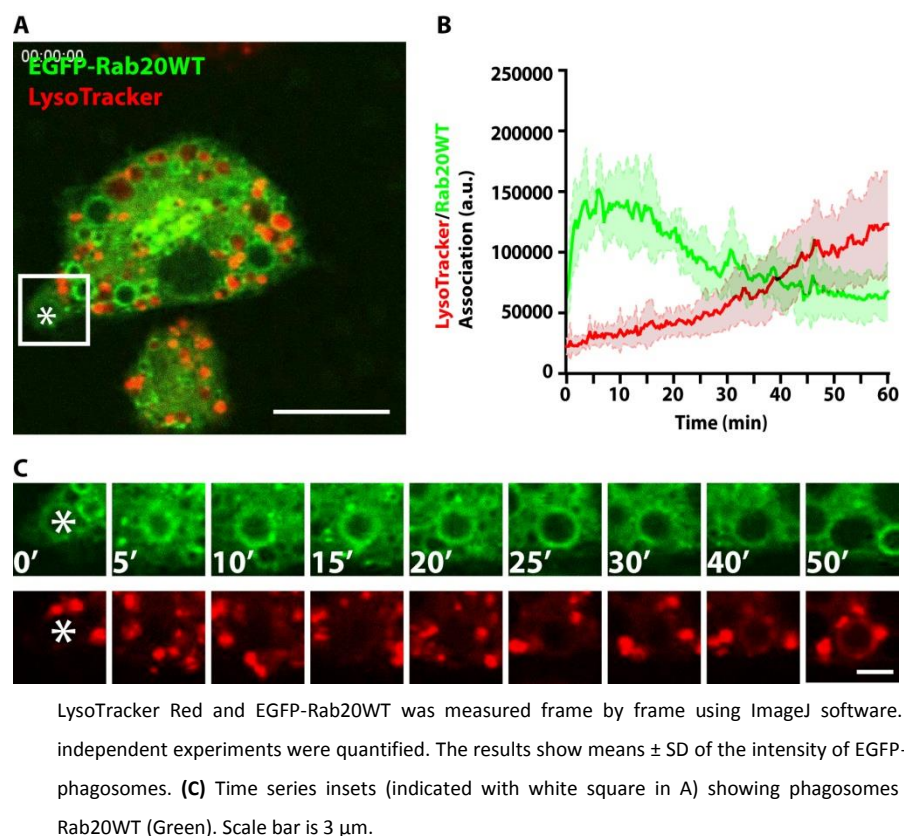 A
00:00:00
EGFP-Rab20WT
LysoTracker
*
B
LysoTracker/Rab20WT
Association (a.u.)
250000
200000
150000
100000
50000
0
0 10 20 30 40 50 60
Time (min)
C
*
0' 5' 10' 15' 20' 25' 30' 40' 50'
*
LysoTracker Red and EGFP-Rab20WT was measured frame by frame using ImageJ software.
independent experiments were quantified. The results show means ± SD of the intensity of EGFP-
phagosomes. (C) Time series insets (indicated with white square in A) showing phagosomes
Rab20WT (Green). Scale bar is 3 μm.